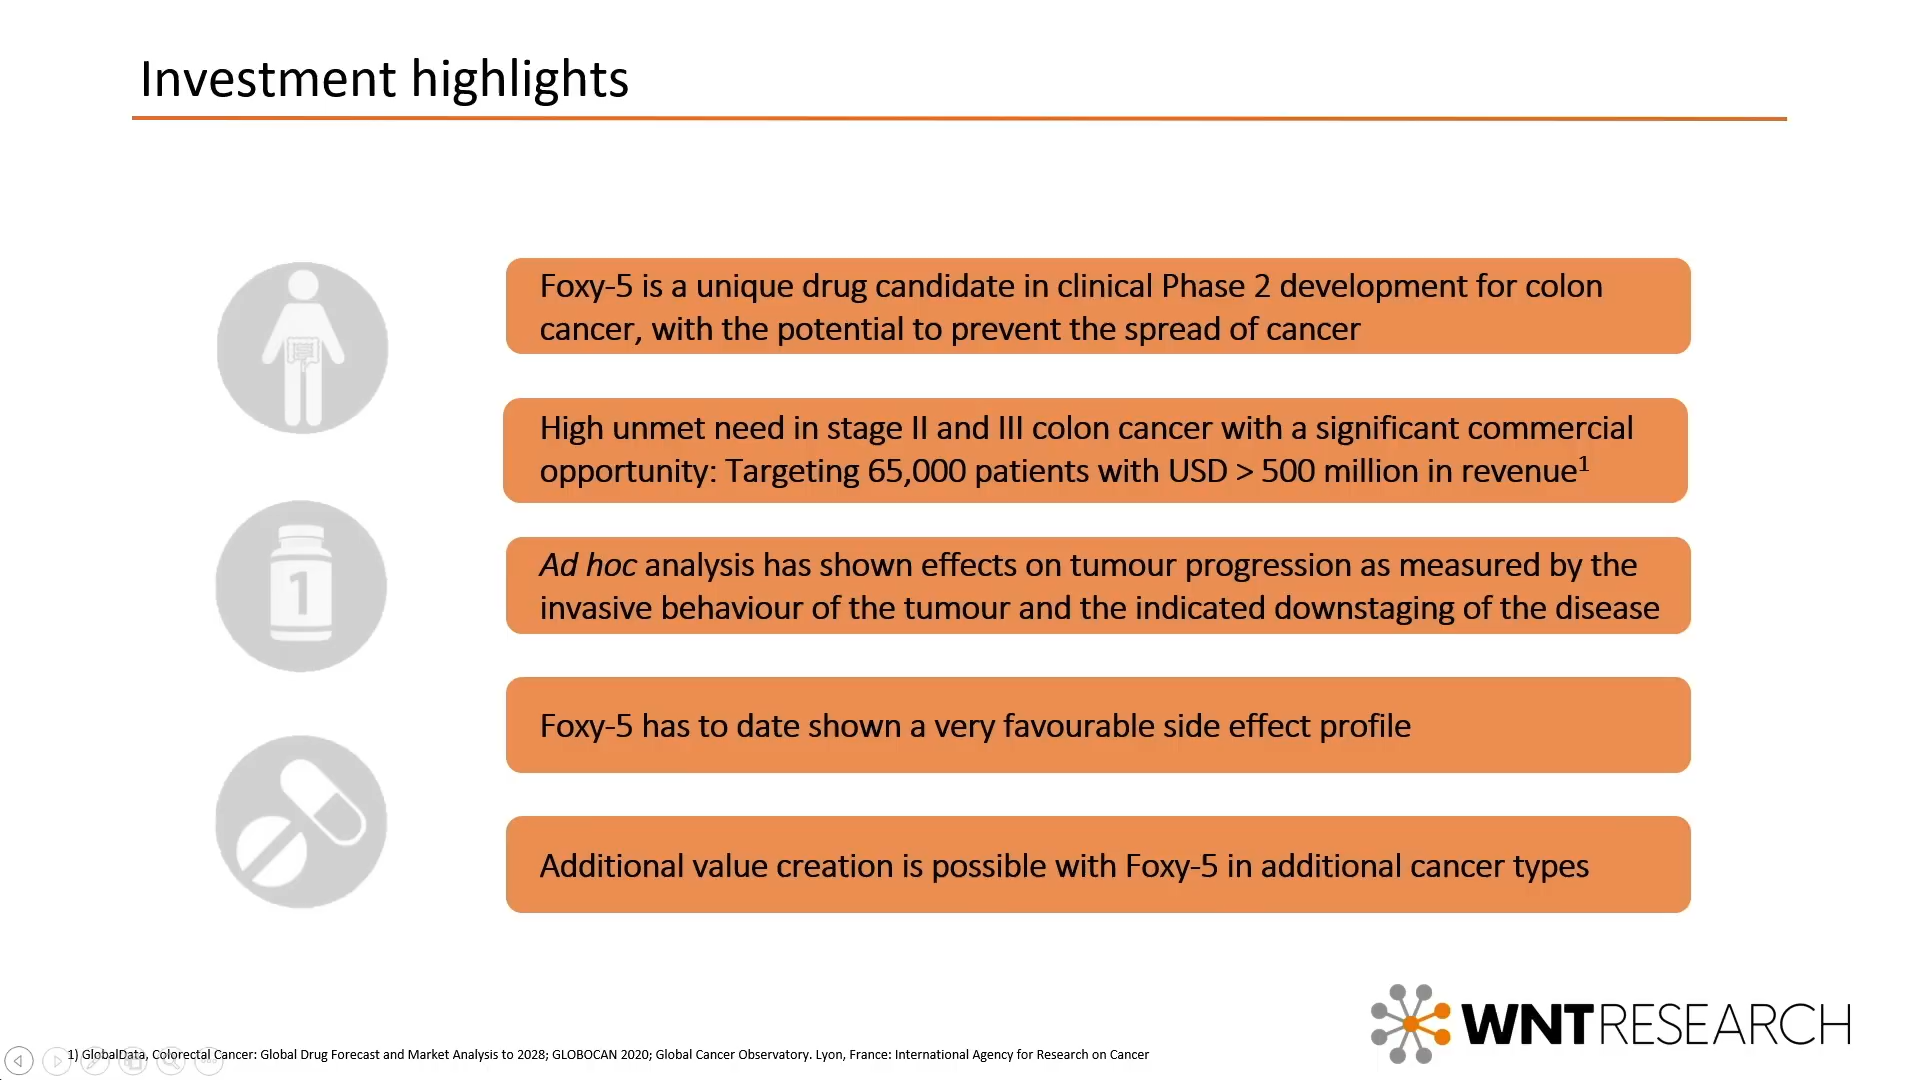 Investment highlights
Foxy-5 is a unique drug candidate in clinical Phase 2 development for colon
cancer, with the potential to prevent the spread of cancer
High unmet need in stage II and III colon cancer with a significant commercial
opportunity: Targeting 65,000 patients with USD > 500 million in revenue¹
Ad hoc analysis has shown effects on tumour progression as measured by the
invasive behaviour of the tumour and the indicated downstaging of the disease
1
Foxy-5 has to date shown a very favourable side effect profile
Additional value creation is possible with Foxy-5 in additional cancer types
WNTRESEARCH
1) GlobalData, Colorectal Cancer: Global Drug Forecast and Market Analysis to 2028; GLOBOCAN 2020; Global Cancer Observatory. Lyon, France: International Agency for Research on Cancer